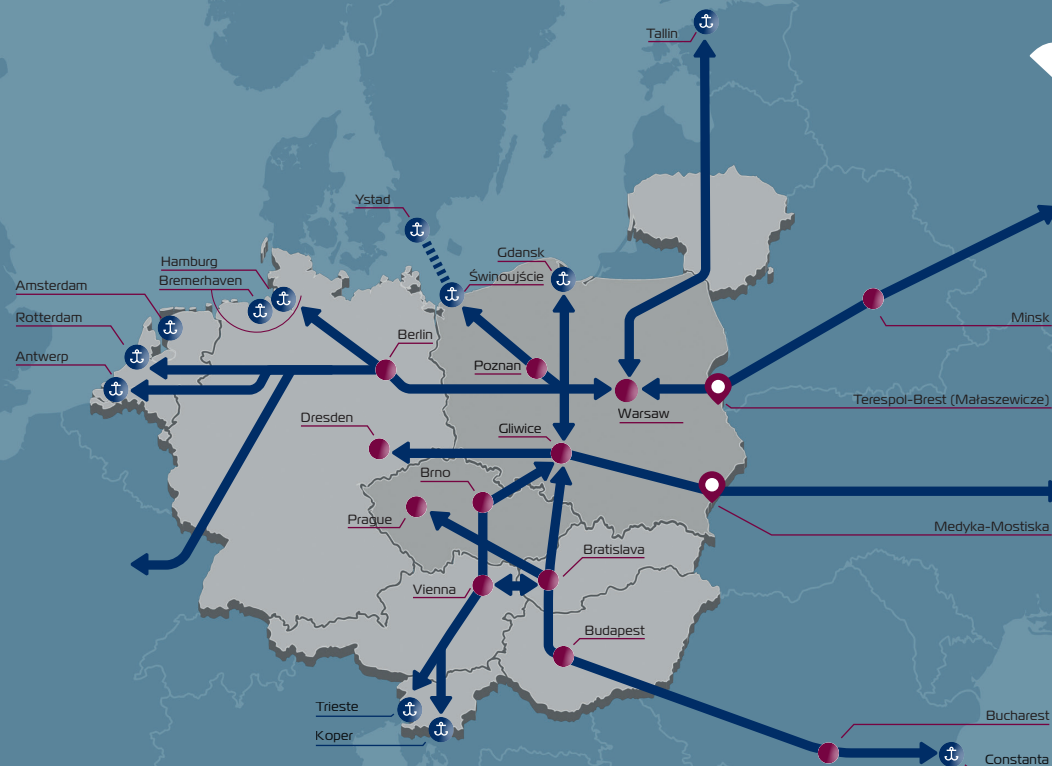 Tallin
Ystad
Gdansk
Świnoujście
Hamburg
Bremerhaven
Amsterdam
Rotterdam
Antwerp
Berlin
Poznan
Minsk
Terespol-Brest (Małaszewicze)
Warsaw
Dresden
Gliwice
Brno
Prague
Medyka-Mostiska
Bratislava
Vienna
Budapest
Trieste
Koper
Bucharest
Constanta